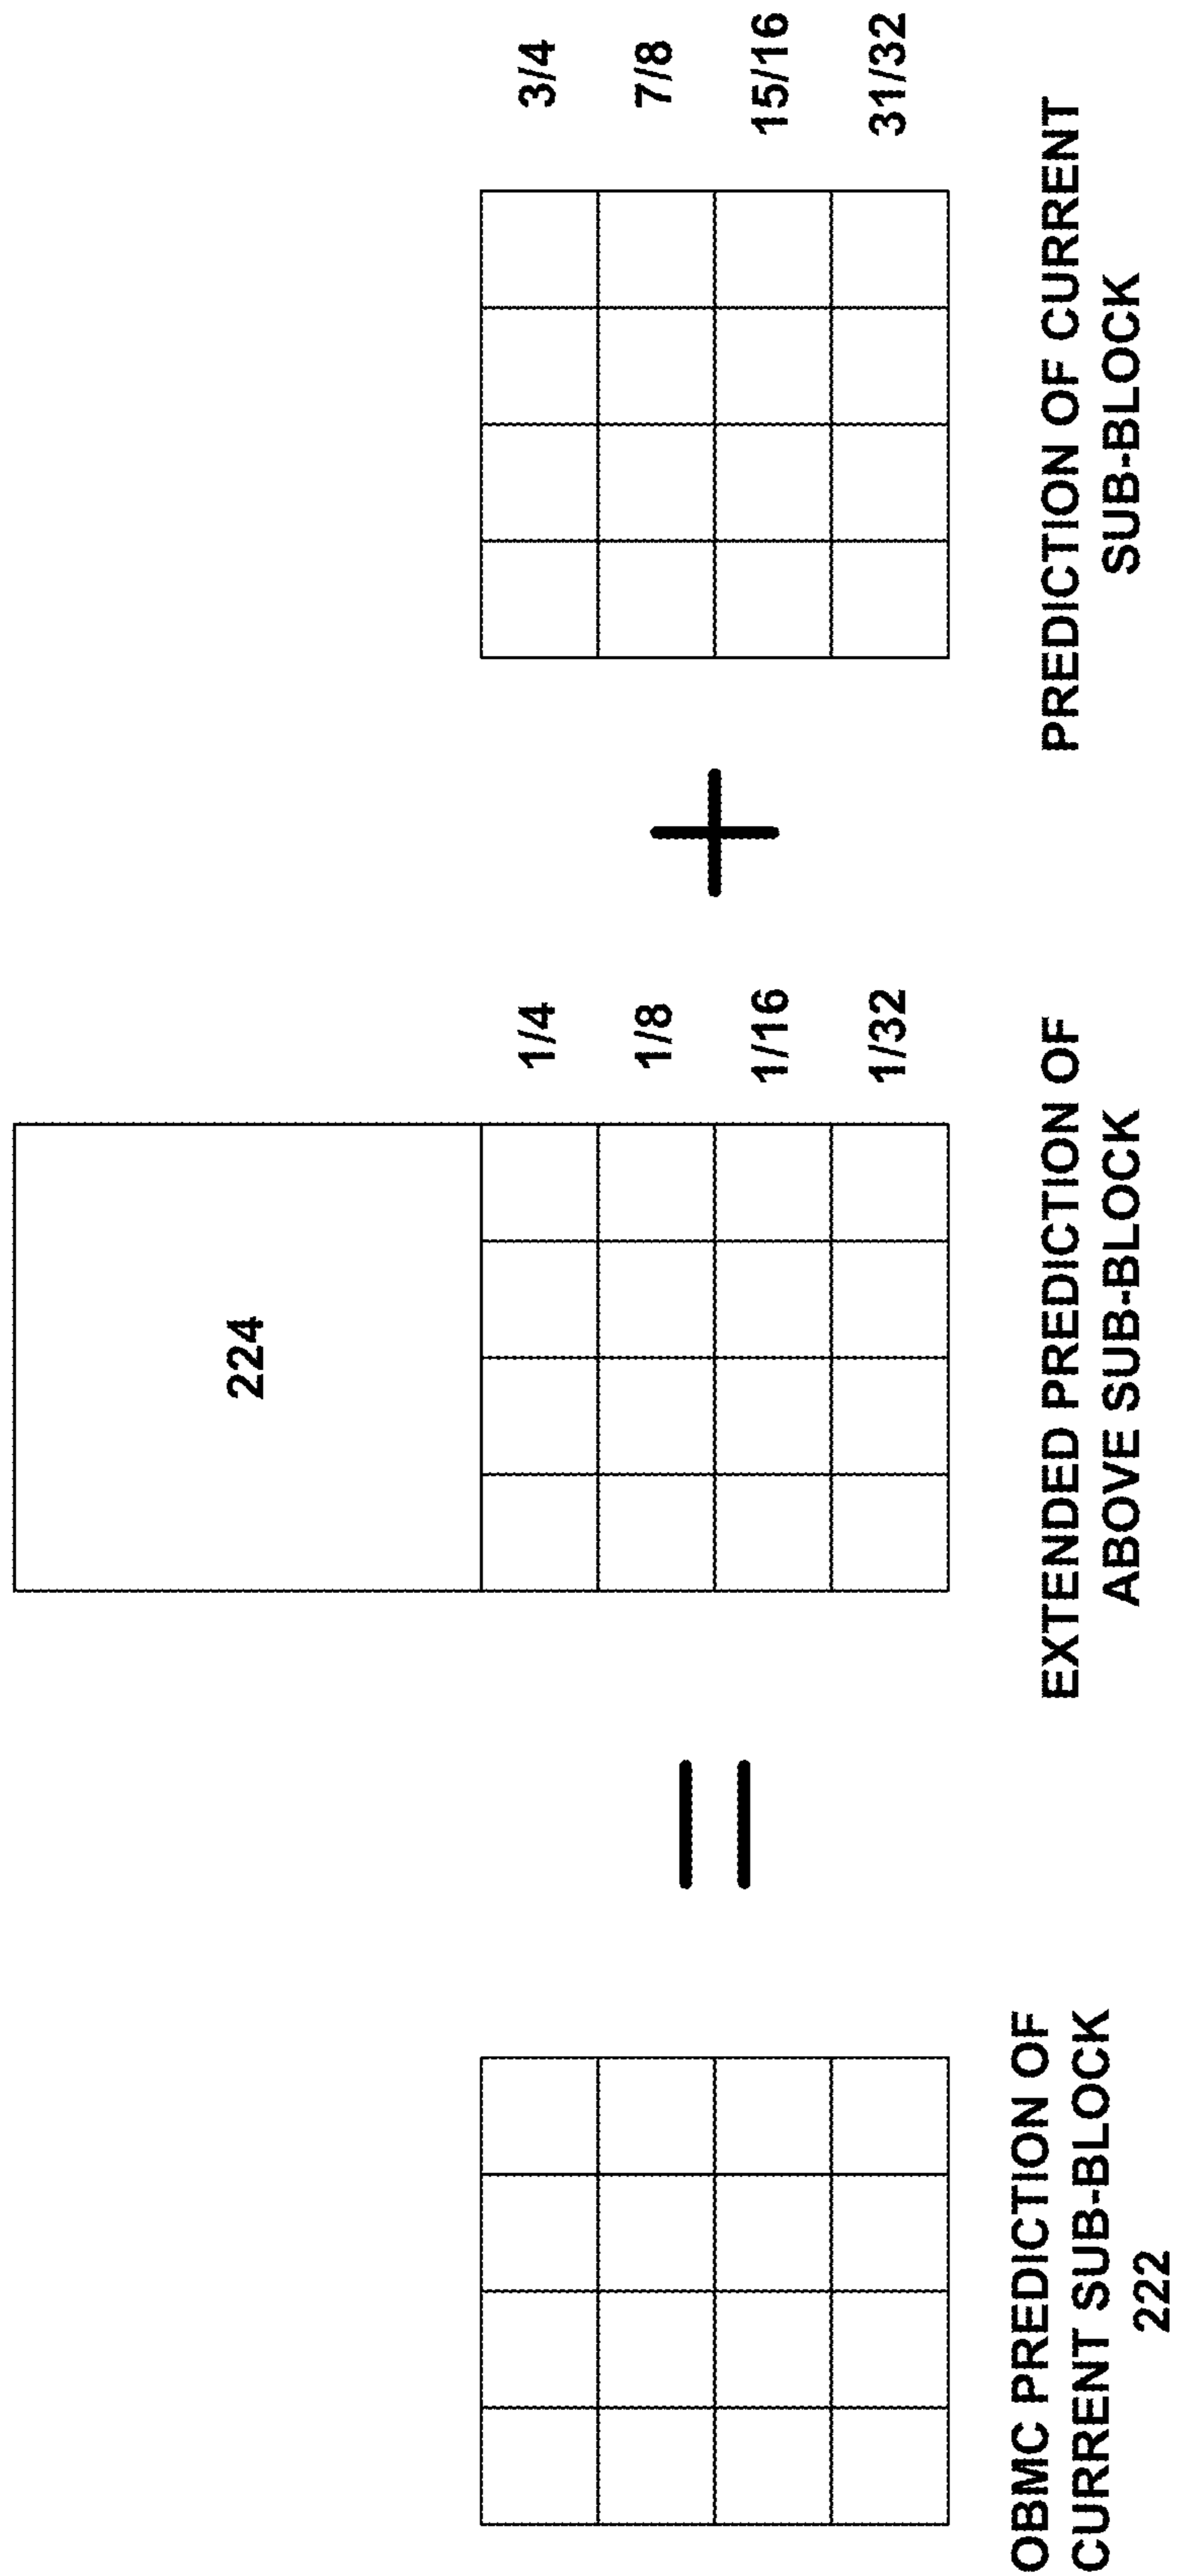 224
1/4
1/8
1/16
1/32
3/4
7/8
15/16
31/32
OBMC PREDICTION OF
CURRENT SUB-BLOCK
222
EXTENDED PREDICTION OF
ABOVE SUB-BLOCK
PREDICTION OF CURRENT
SUB-BLOCK